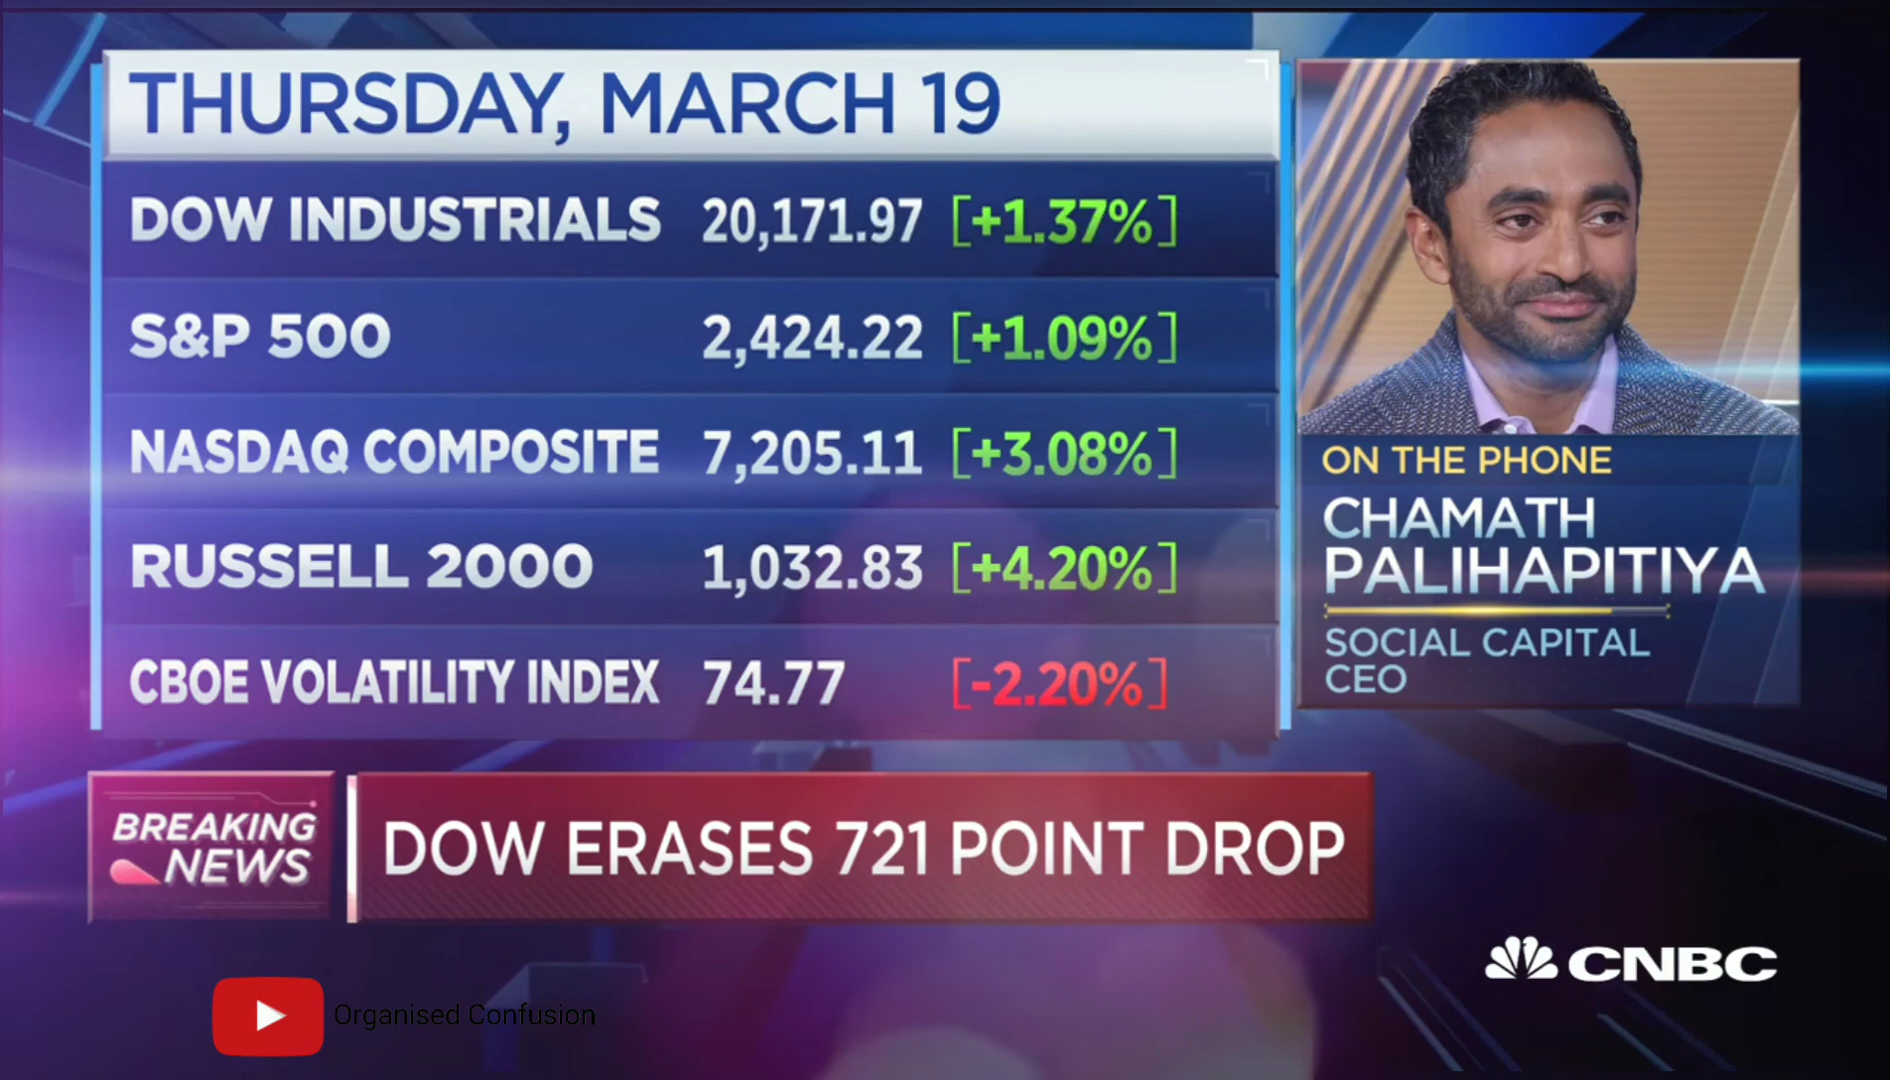 THURSDAY, MARCH 19
DOW INDUSTRIALS 20,171.97 [+1.37%]
S&P 500 2,424.22 [+1.09%]
NASDAQ COMPOSITE 7,205.11 [+3.08%]
RUSSELL 2000 1,032.83 [+4.20%]
CBOE VOLATILITY INDEX 74.77 [-2.20%]
ON THE PHONE
CHAMATH
PALIHAPITIYA
SOCIAL CAPITAL
CEO
BREAKING
NEWS
DOW ERASES 721 POINT DROP
CNBC
Organised Confusion